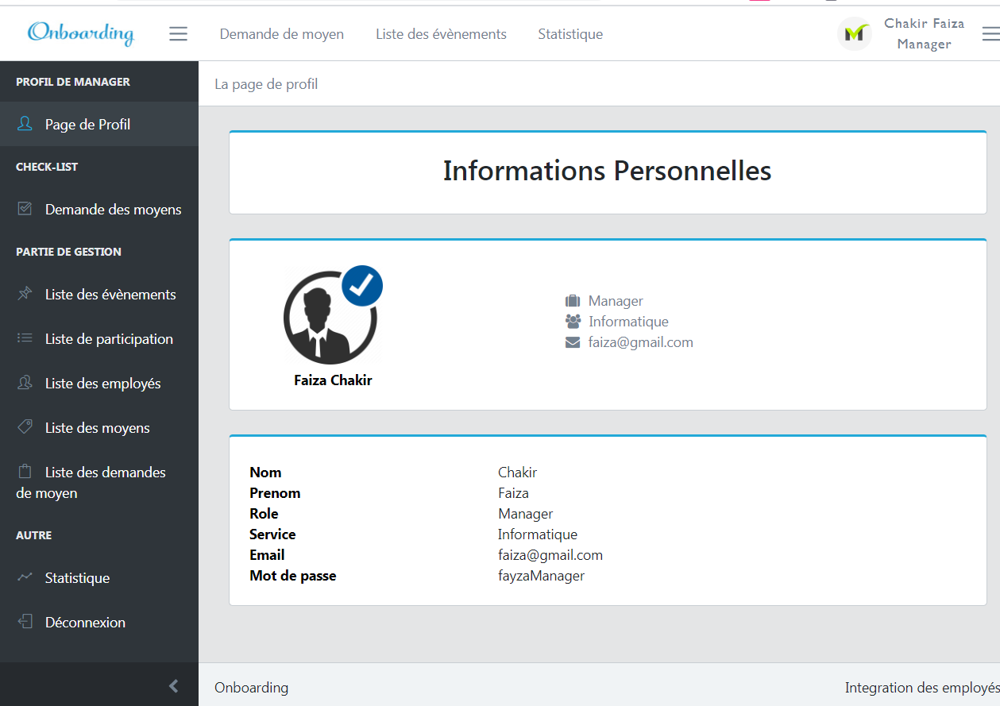 Onboarding
Demande de moyen
Liste des évènements
Statistique
Chakir Faiza
Manager
PROFIL DE MANAGER
Page de Profil
CHECK-LIST
Demande des moyens
PARTIE DE GESTION
Liste des évènements
Liste de participation
Liste des employés
Liste des moyens
Liste des demandes
de moyen
AUTRE
Statistique
Déconnexion
La page de profil
Informations Personnelles
Faiza Chakir
Manager
Informatique
faiza@gmail.com
Nom Chakir
Prenom Faiza
Role Manager
Service Informatique
Email faiza@gmail.com
Mot de passe fayzaManager
Onboarding
Integration des employés